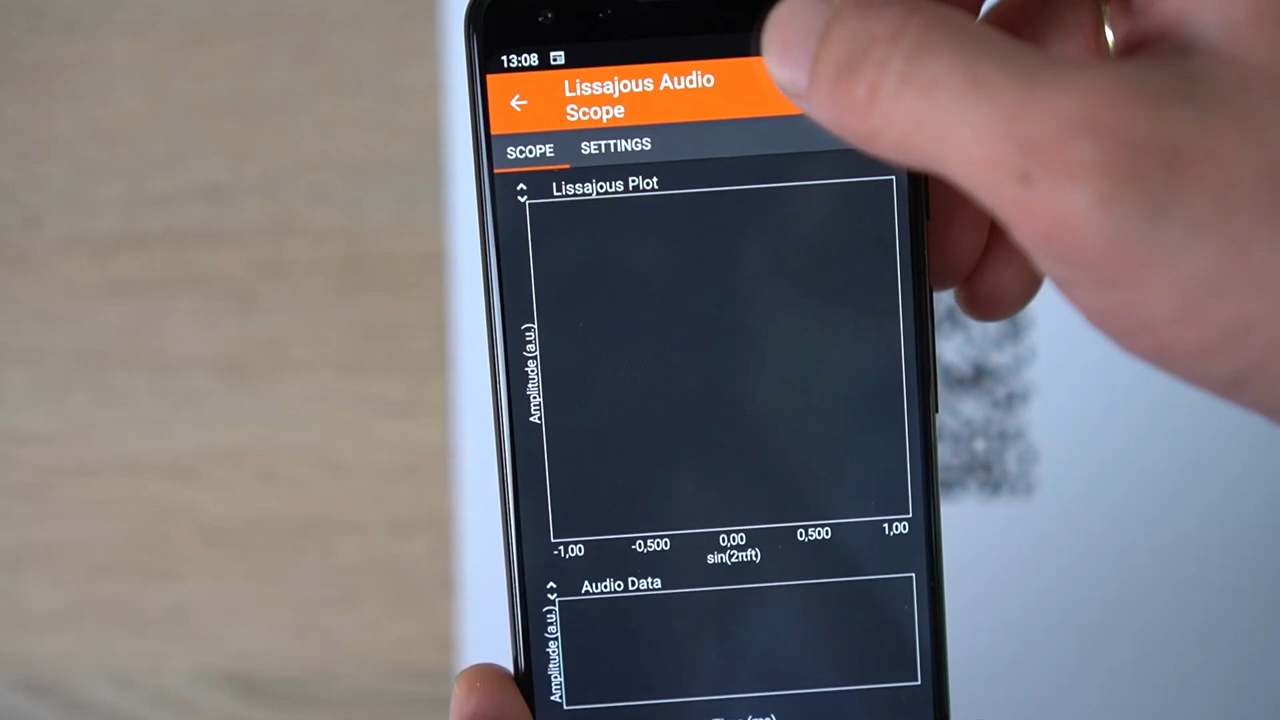 13:08
Lissajous Audio
Scope
SCOPE SETTINGS
Lissajous Plot
Amplitude (a.u.)
-1,00 -0,500 0,00 0,500 1,00
sin(2πft)
Audio Data
Amplitude (a.u.)